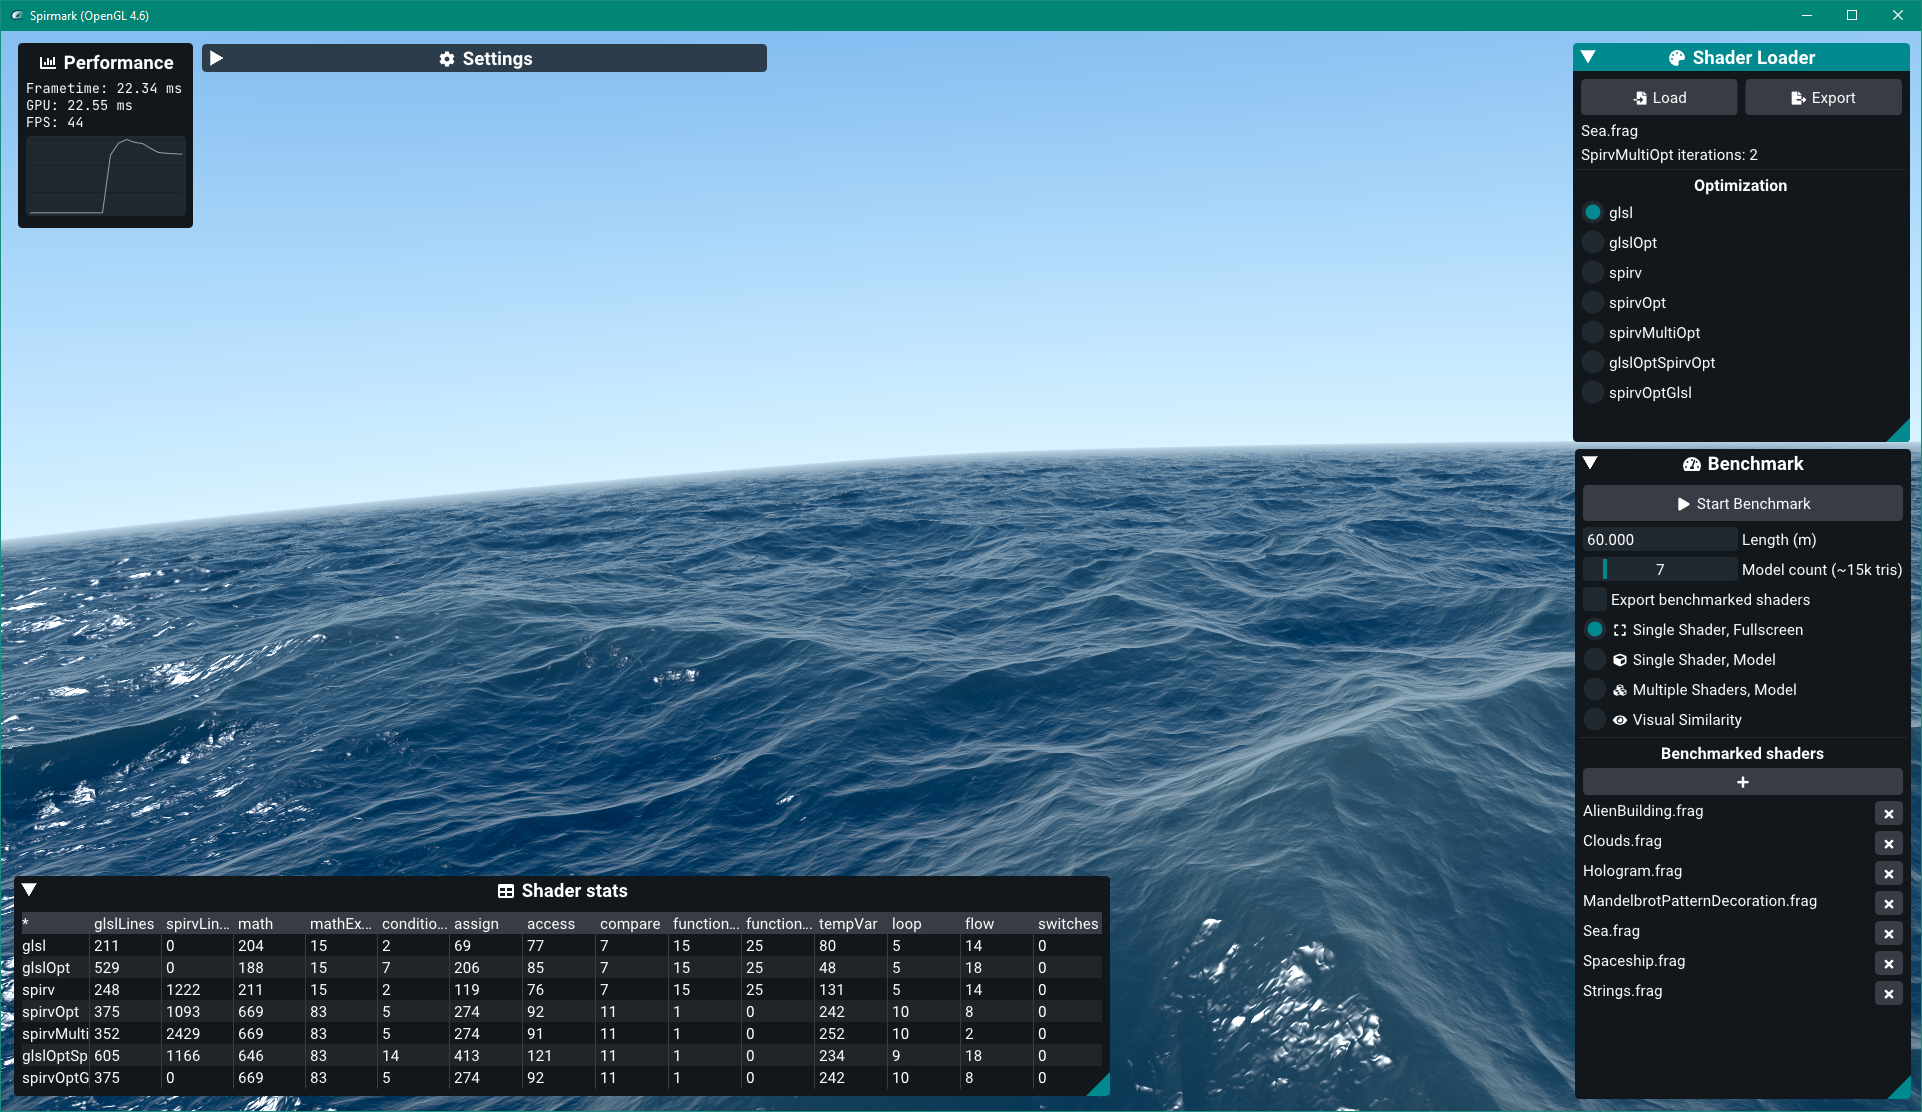 Spirmark (OpenGL 4.6)
Performance
Frametime: 22.34 ms
GPU: 22.55 ms
FPS: 44
Settings
Shader Loader
Load Export
Sea.frag
SpirvMultiOpt iterations: 2
Optimization
glsl
glslOpt
spirv
spirvOpt
spirvMultiOpt
glslOptSpirvOpt
spirvOptGlsl
Benchmark
Start Benchmark
60.000 Length (m)
7 Model count (~15k tris)
Export benchmarked shaders
Single Shader, Fullscreen
Single Shader, Model
Multiple Shaders, Model
Visual Similarity
Benchmarked shaders
+
AlienBuilding.frag
Clouds.frag
Hologram.frag
MandelbrotPatternDecoration.frag
Sea.frag
Spaceship.frag
Strings.frag
Shader stats
* glslLines spirvLin... math mathEx... conditio... assign access compare function... function... tempVar loop flow switches
glsl 211 0 204 15 2 69 77 7 15 25 80 5 14 0
glslOpt 529 0 188 15 7 206 85 7 15 25 48 5 18 0
spirv 248 1222 211 15 2 119 76 7 15 25 131 5 14 0
spirvOpt 375 1093 669 83 5 274 92 11 1 0 242 10 8 0
spirvMulti 352 2429 669 83 5 274 91 11 1 0 252 10 2 0
glslOptSp 605 1166 646 83 14 413 121 11 1 0 234 9 18 0
spirvOptG 375 0 669 83 5 274 92 11 1 0 242 10 8 0